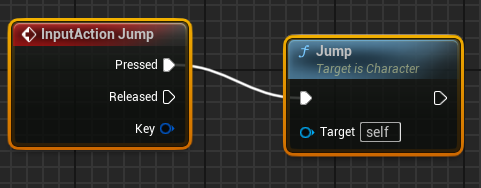 InputAction Jump
Pressed
Released
Key
f Jump
Target is Character
Target self